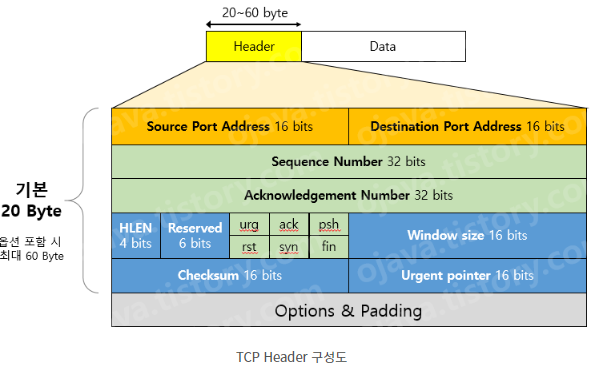 20~60 byte
Header
Data
Source Port Address 16 bits
Destination Port Address 16 bits
Sequence Number 32 bits
Acknowledgement Number 32 bits
기본
20 Byte
옵션 포함 시
최대 60 Byte
HLEN
4 bits
Reserved
6 bits
urg
ack
psh
rst
syn
fin
Window size 16 bits
Checksum 16 bits
Urgent pointer 16 bits
Options & Padding
TCP Header 구성도
ojava.tistory.com